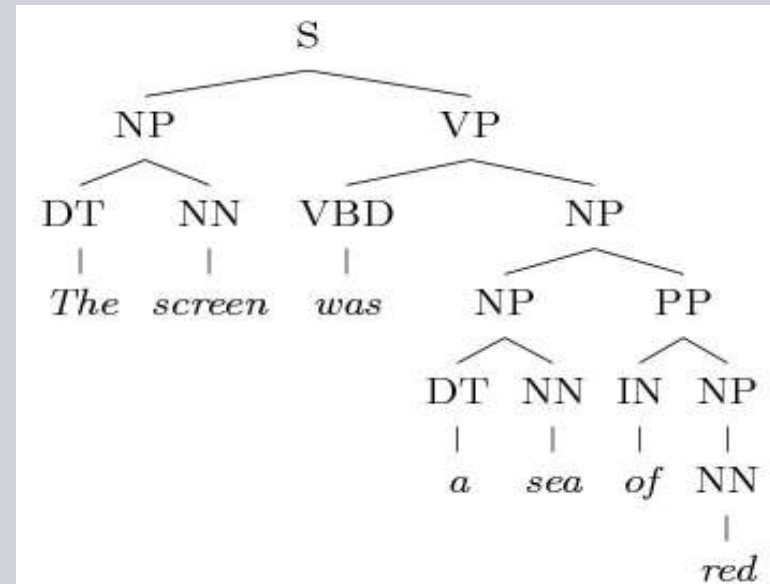 S
NP VP
DT NN VBD NP
The screen was NP PP
DT NN IN NP
a sea of NN
red